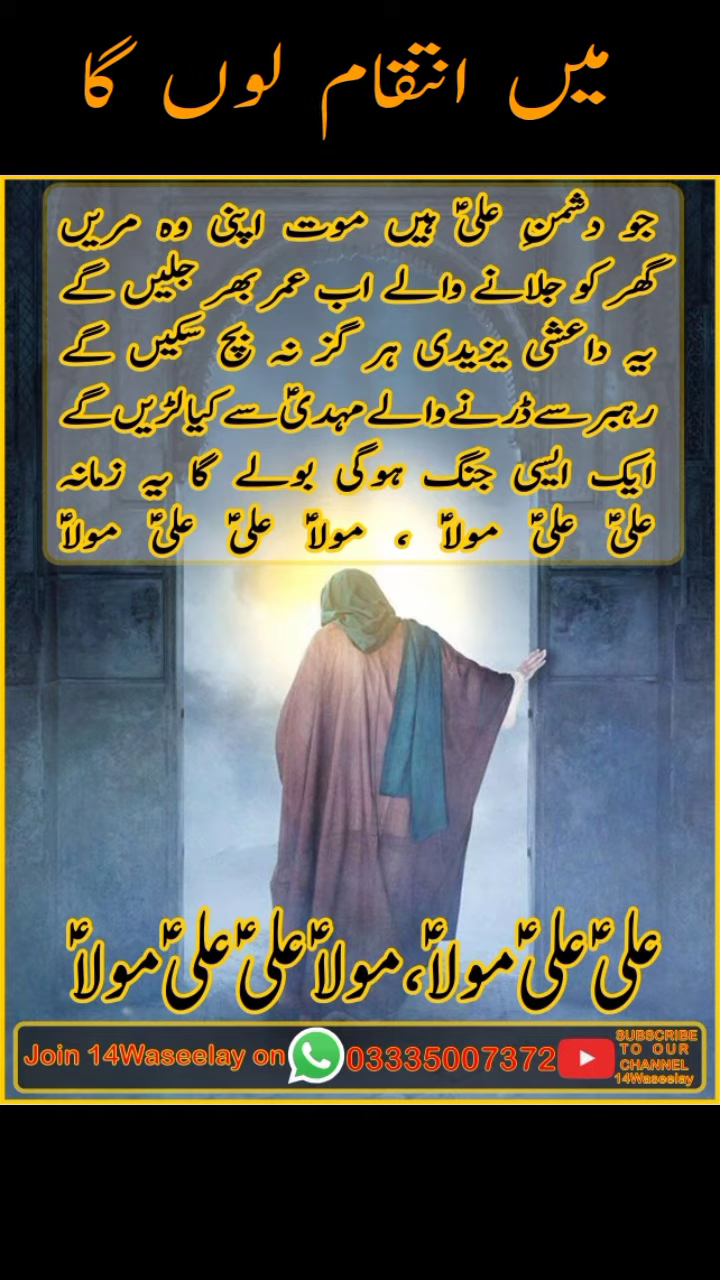 میں انتقام لوں گا
جو دشمنِ علیؑ ہیں موت اپنی وہ مریں
گھر کو جلانے والے اب عمر بھر جلیں گے
یہ داعشی یزیدی ہر گز نہ بچ سکیں گے
رہبر سے ڈرنے والے مہدیؑ سے کیا لڑیں گے
ایک ایسی جنگ ہوگی بولے گا یہ زمانہ
علیؑ علیؑ مولاؑ ، مولاؑ علیؑ علیؑ مولاؑ
علیؑ علیؑ مولاؑ، مولاؑ علیؑ علیؑ مولاؑ
Join 14Waseelay on 03335007372
SUBSCRIBE
TO OUR
CHANNEL
14Waseelay